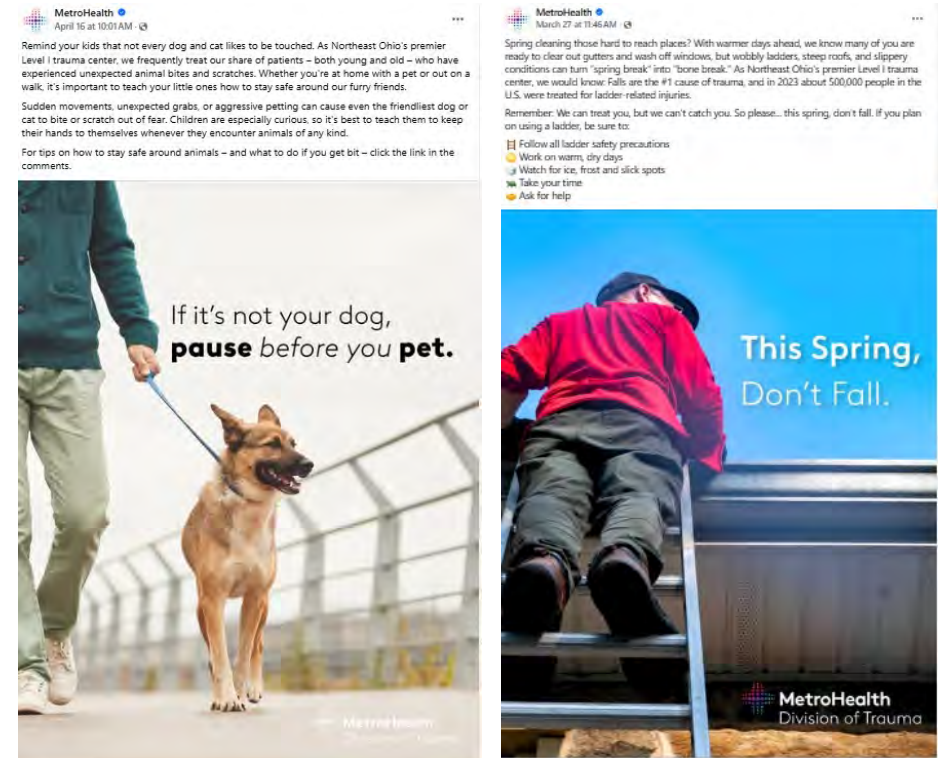 MetroHealth
April 16 at 10:01AM ·
Remind your kids that not every dog and cat likes to be touched. As Northeast Ohio's premier
Level I trauma center, we frequently treat our share of patients – both young and old – who have
experienced unexpected animal bites and scratches. Whether you're at home with a pet or out on a
walk, it's important to teach your little ones how to stay safe around our furry friends.
Sudden movements, unexpected grabs, or aggressive petting can cause even the friendliest dog or
cat to bite or scratch out of fear. Children are especially curious, so it's best to teach them to keep
their hands to themselves whenever they encounter animals of any kind.
For tips on how to stay safe around animals – and what to do if you get bit – click the link in the
comments.
If it's not your dog,
pause before you pet.
MetroHealth
MetroHealth
March 27 at 11:46AM ·
Spring cleaning those hard to reach places? With warmer days ahead, we know many of you are
ready to clear out gutters and wash off windows, but wobbly ladders, steep roofs, and slippery
conditions can turn "spring break" into "bone break." As Northeast Ohio's premier Level I trauma
center, we would know: Falls are the #1 cause of trauma, and in 2023 about 500,000 people in the
U.S. were treated for ladder-related injuries.
Remember: We can treat you, but we can't catch you. So please... this spring, don't fall. If you plan
on using a ladder, be sure to:
Follow all ladder safety precautions
Work on warm, dry days
Watch for ice, frost and slick spots
Take your time
Ask for help
This Spring,
Don't Fall.
MetroHealth
Division of Trauma